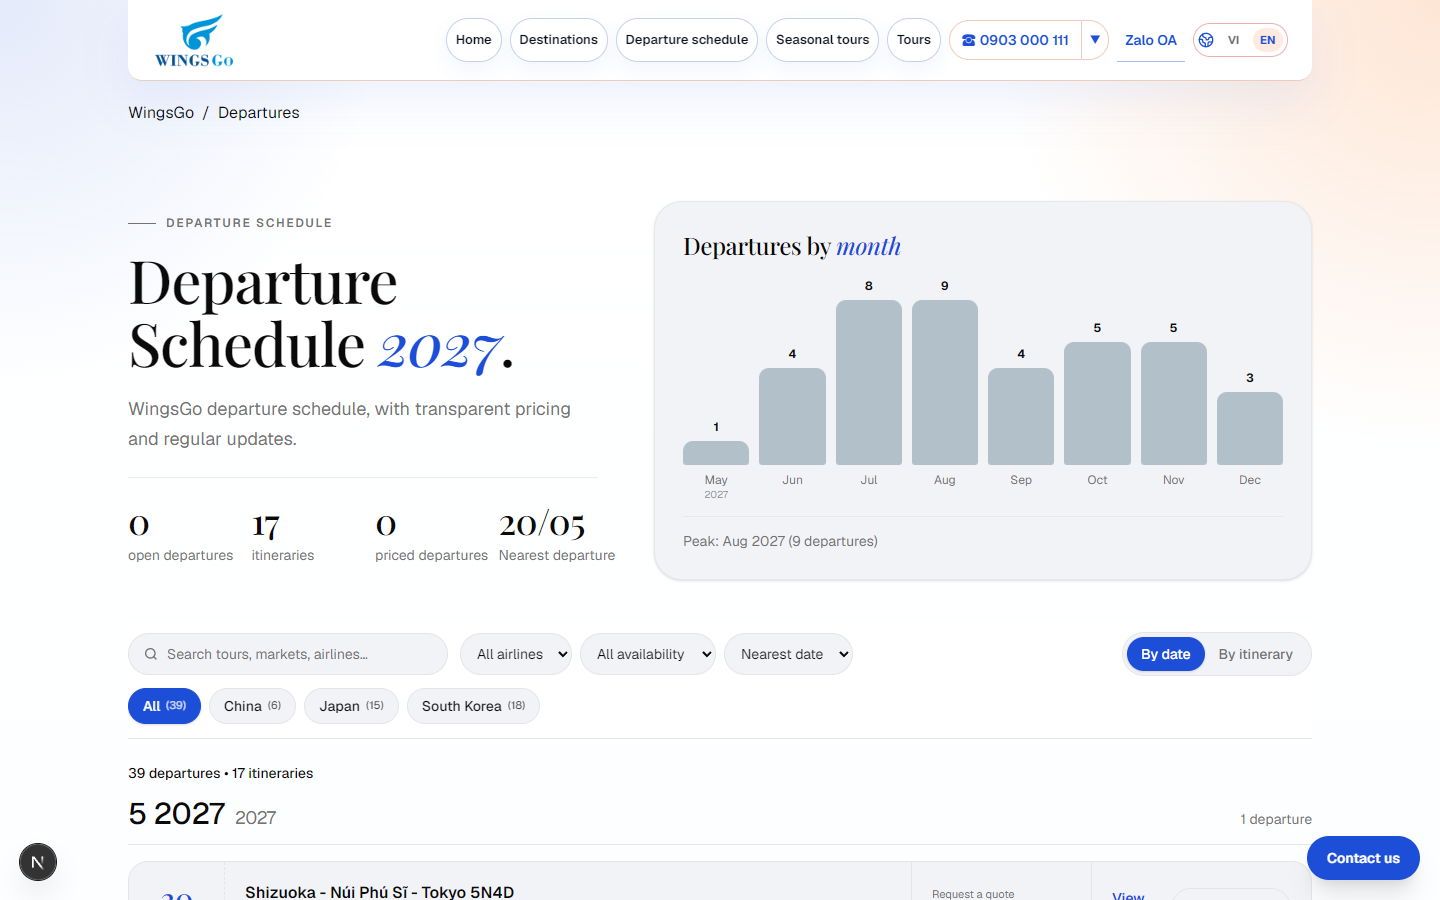 WINGS Go
Home
Destinations
Departure schedule
Seasonal tours
Tours
☎ 0903 000 111
▼
Zalo OA
VI
EN
WingsGo / Departures
DEPARTURE SCHEDULE
Departure
Schedule 2027.
WingsGo departure schedule, with transparent pricing
and regular updates.
0
open departures
17
itineraries
0
priced departures
20/05
Nearest departure
Departures by month
1
4
8
9
4
5
5
3
May
2027
Jun
Jul
Aug
Sep
Oct
Nov
Dec
Peak: Aug 2027 (9 departures)
Search tours, markets, airlines...
All airlines
All availability
Nearest date
By date
By itinerary
All (39)
China (6)
Japan (15)
South Korea (18)
39 departures • 17 itineraries
5 2027 2027
1 departure
N
Contact us
Shizuoka - Núi Phú Sĩ - Tokyo 5N4D
Request a quote
View